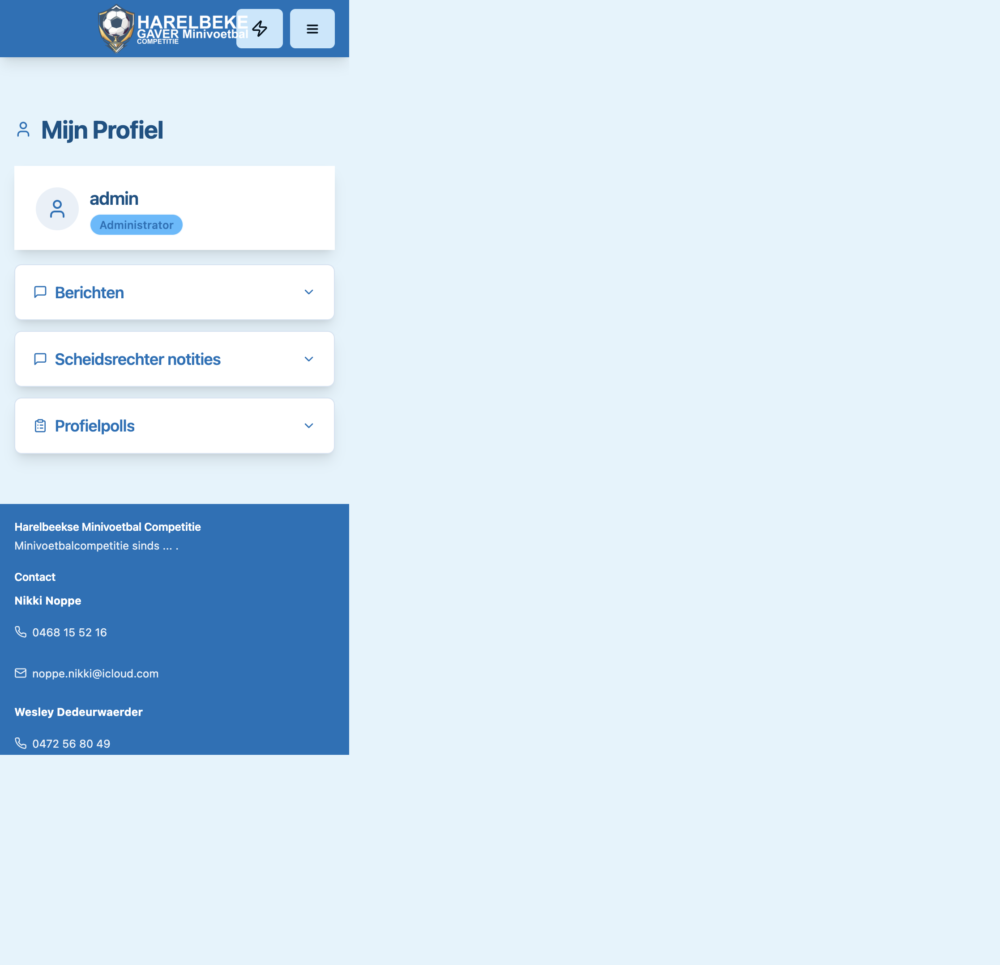 HARELBEKE
GAVER Minivoetbal
COMPETITIE
Mijn Profiel
admin
Administrator
Berichten
Scheidsrechter notities
Profielpolls
Harelbeekse Minivoetbal Competitie
Minivoetbalcompetitie sinds ... .
Contact
Nikki Noppe
0468 15 52 16
noppe.nikki@icloud.com
Wesley Dedeurwaerder
0472 56 80 49